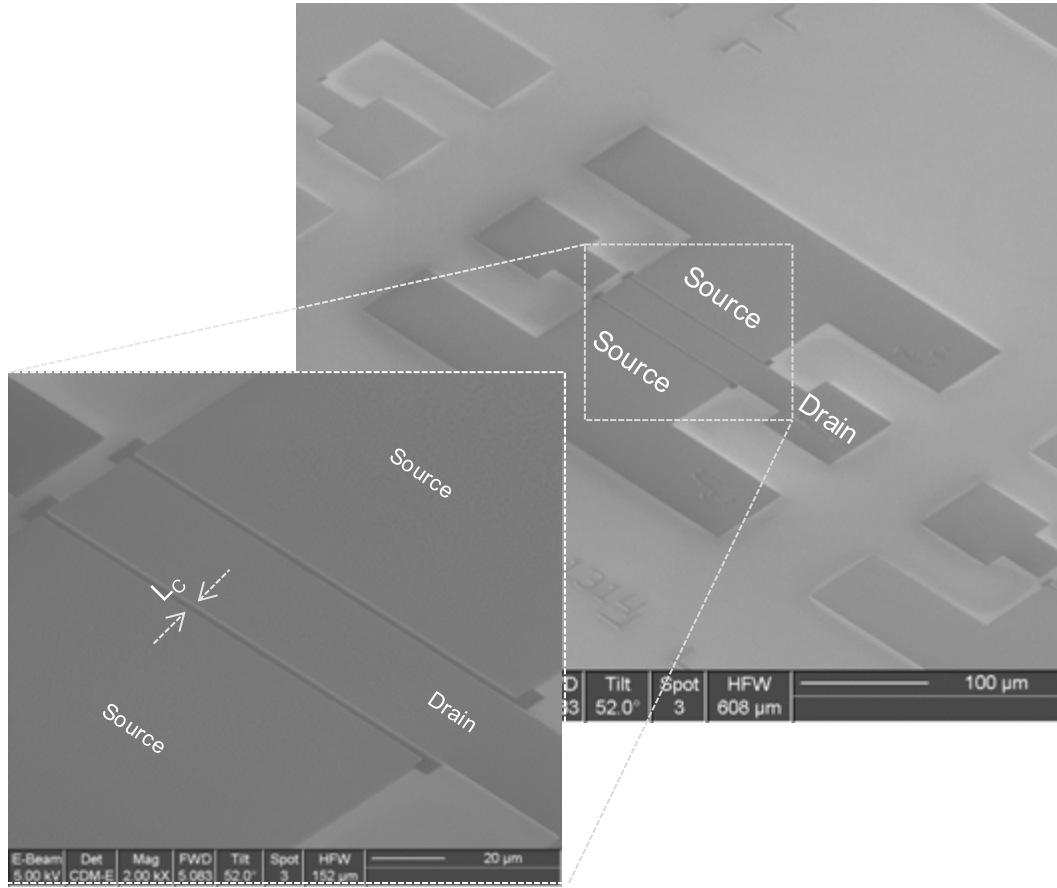 Source
Source
Drain
D Tilt Spot HFW 100 µm
33 52.0° 3 608 µm
Source
Lc
Source
Drain
E-Beam Det Mag FWD Tilt Spot HFW 20 µm
5.00 kV CDM-E 2.00 kX 5.083 52.0° 3 152 µm